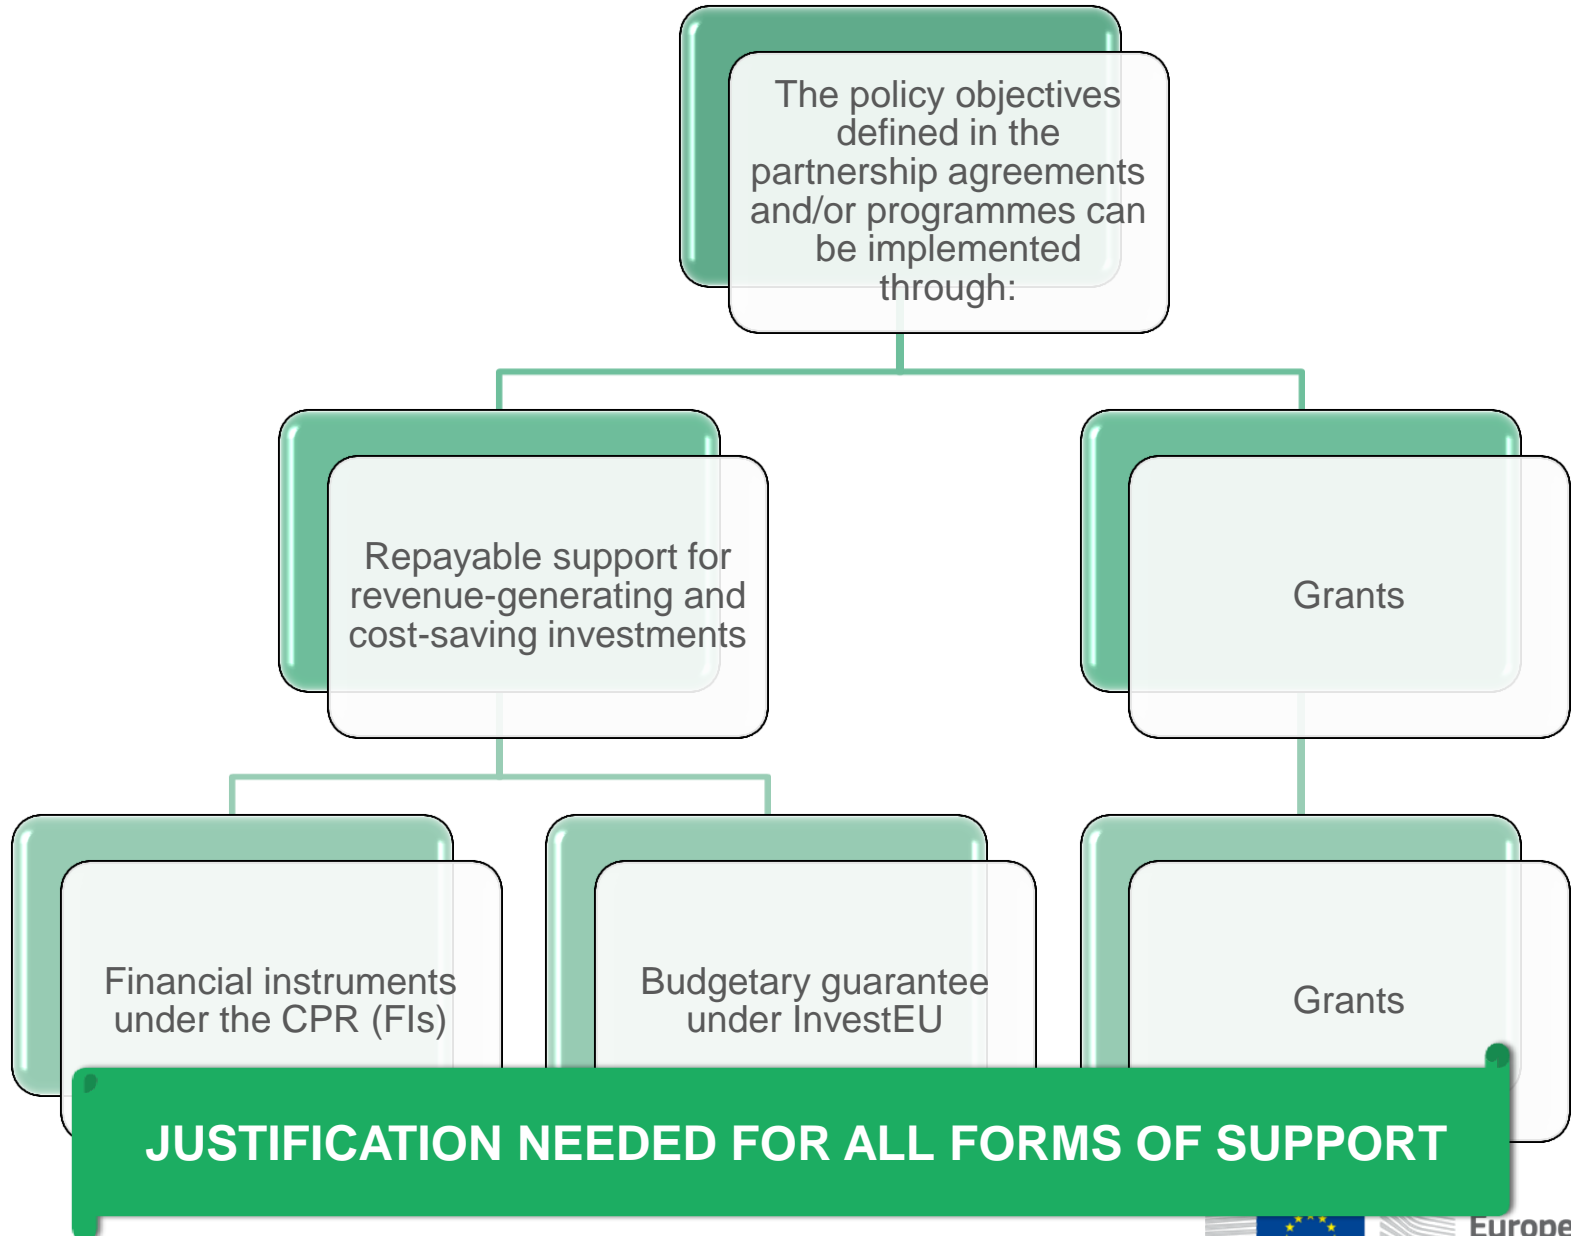 The policy objectives
defined in the
partnership agreements
and/or programmes can
be implemented
through:
Repayable support for
revenue-generating and
cost-saving investments
Grants
Financial instruments
under the CPR (FIs)
Budgetary guarantee
under InvestEU
Grants
JUSTIFICATION NEEDED FOR ALL FORMS OF SUPPORT